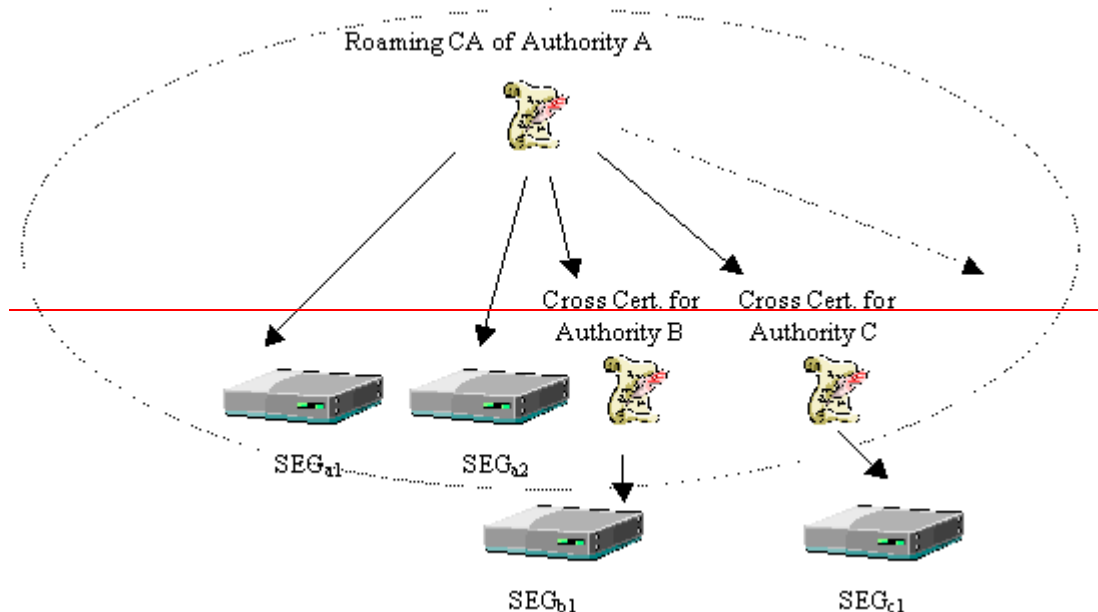 Roaming CA of Authority A
Cross Cert. for
Authority B
Cross Cert. for
Authority C
SEGa1
SEGa2
SEGb1
SEGc1